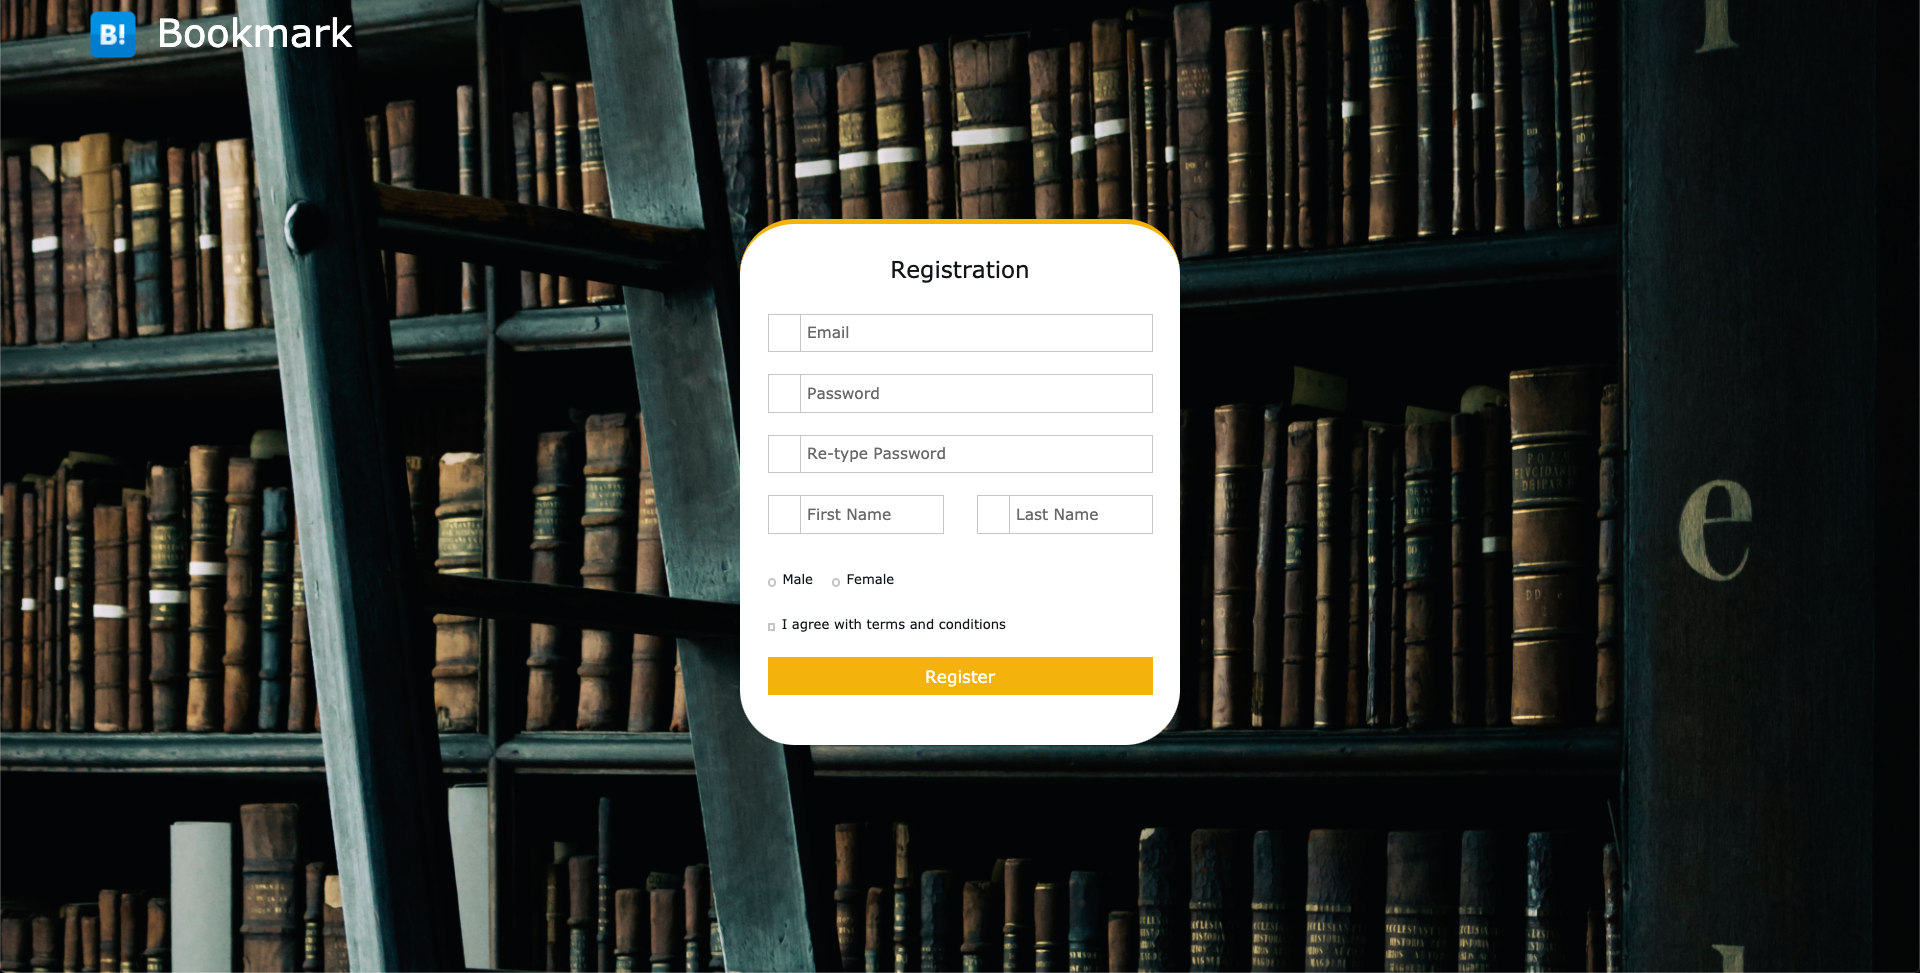 B! Bookmark
Registration
Email
Password
Re-type Password
First Name Last Name
Male Female
I agree with terms and conditions
Register
e